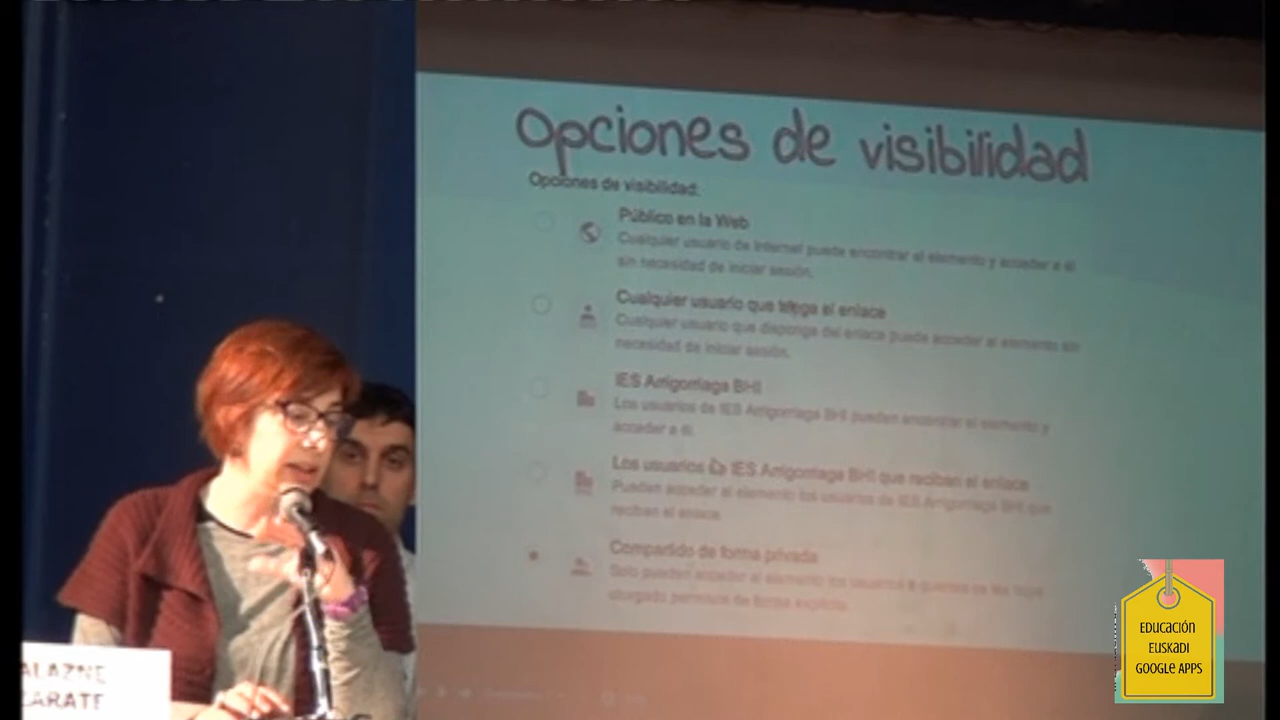 Opciones de visibilidad
Opciones de visibilidad:
Público en la Web
Cualquier usuario de Internet puede encontrar el elemento y acceder a él
sin necesidad de iniciar sesión.
Cualquier usuario que tenga el enlace
Cualquier usuario que disponga del enlace puede acceder al elemento sin
necesidad de iniciar sesión.
IES Arrigorriaga BHI
Los usuarios de IES Arrigorriaga BHI pueden encontrar el elemento y
acceder a él.
Los usuarios de IES Arrigorriaga BHI que reciban el enlace
Pueden acceder al elemento los usuarios de IES Arrigorriaga BHI que
reciban el enlace.
Compartido de forma privada
Solo pueden acceder al elemento los usuarios a quienes se les haya
otorgado permisos de forma explícita.
ALAZNE
ZARATE
Educación
Euskadi
Google Apps